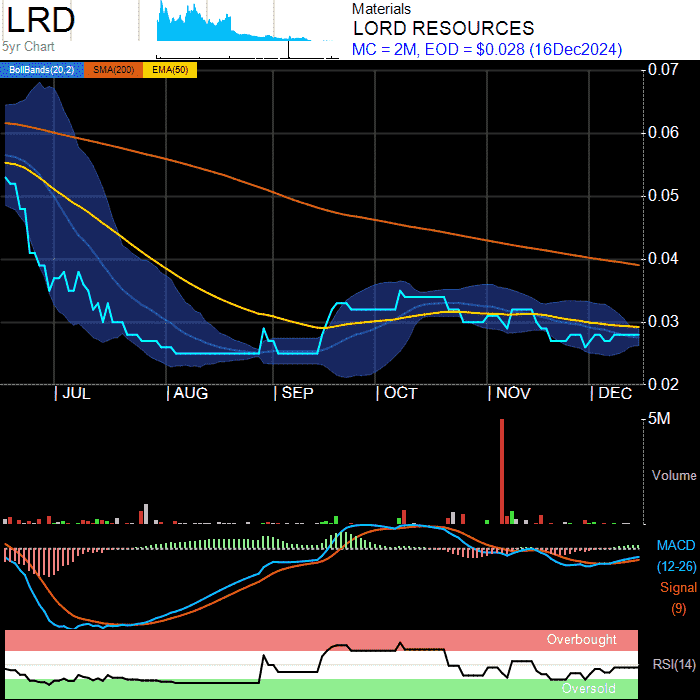 LRD
5yr Chart
Materials
LORD RESOURCES
MC = 2M, EOD = $0.028 (16Dec2024)
BollBands(20,2) SMA(200) EMA(50)
0.07
0.06
0.05
0.04
0.03
0.02
JUL AUG SEP OCT NOV DEC
5M
Volume
MACD
(12-26)
Signal
(9)
Overbought
RSI(14)
Oversold